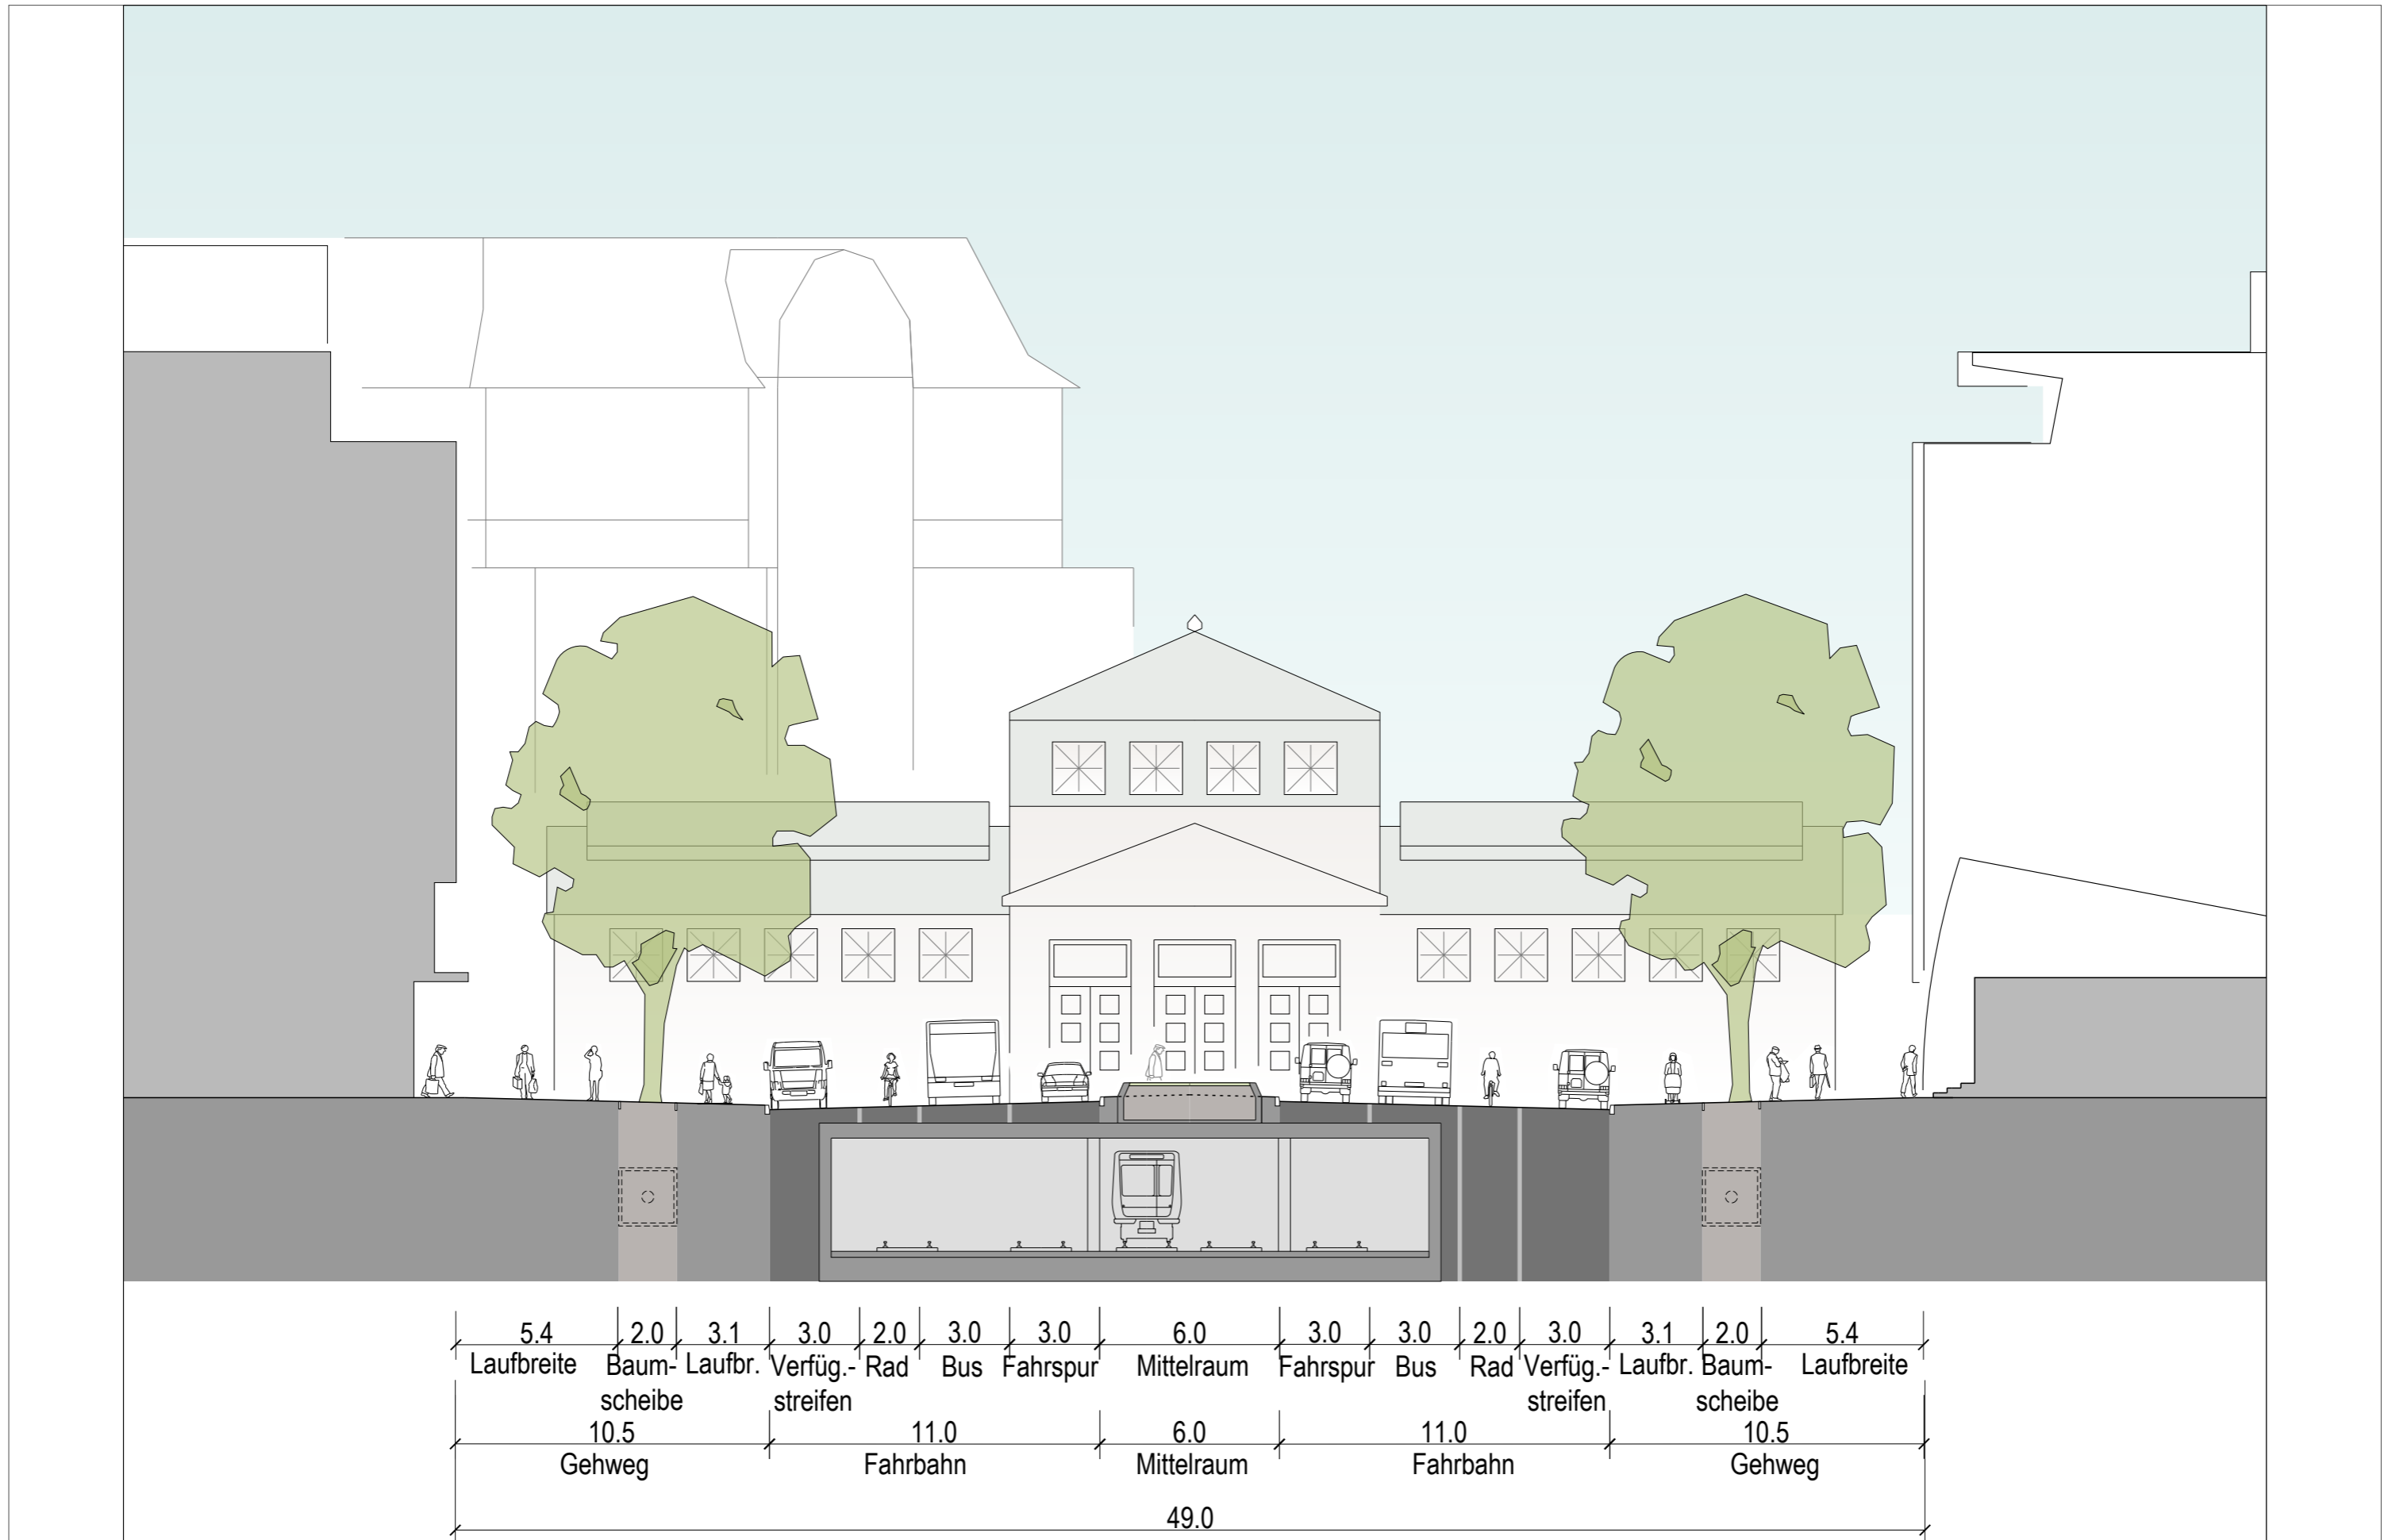 5.4 2.0 3.1 3.0 2.0 3.0 3.0 6.0 3.0 3.0 2.0 3.0 3.1 2.0 5.4
Laufbreite Baum- Laufbr. Verfüg.- Rad Bus Fahrspur Mittelraum Fahrspur Bus Rad Verfüg.- Laufbr. Baum- Laufbreite
scheibe streifen streifen scheibe
10.5 11.0 6.0 11.0 10.5
Gehweg Fahrbahn Mittelraum Fahrbahn Gehweg
49.0